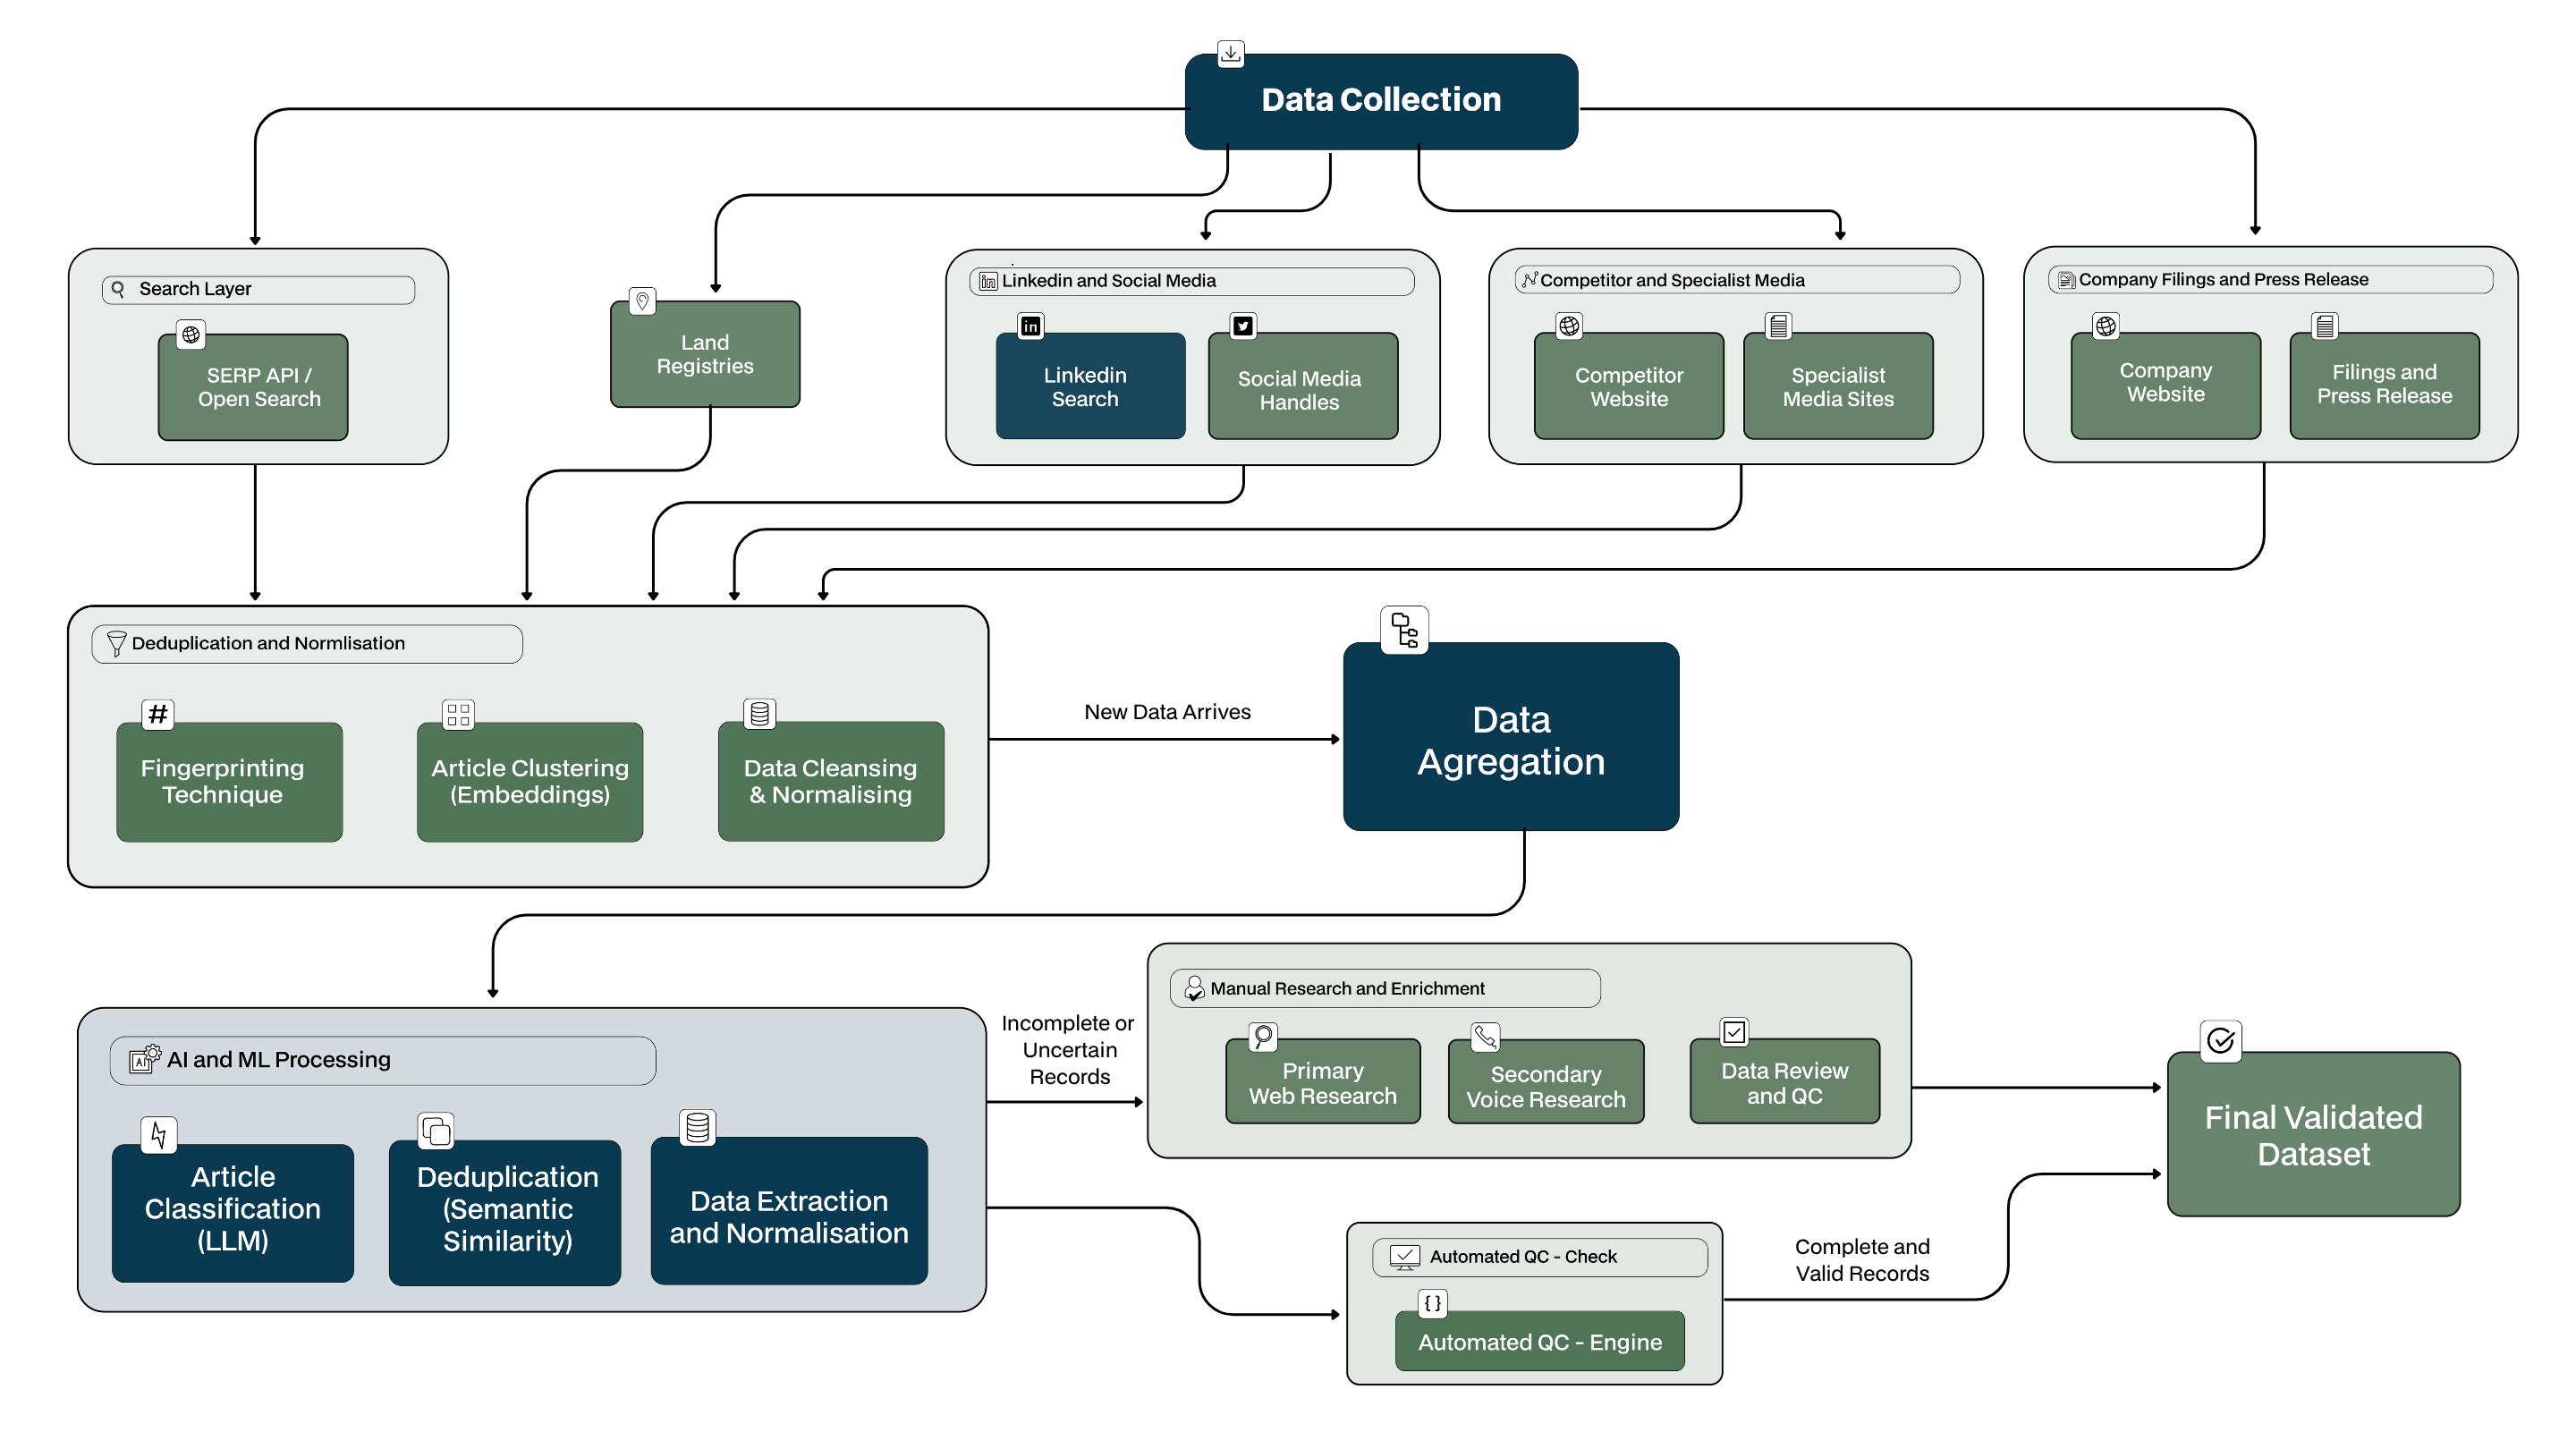 Data Collection
Search Layer
SERP API /
Open Search
Land
Registries
Linkedin and Social Media
in
Linkedin
Search
Social Media
Handles
Competitor and Specialist Media
Competitor
Website
Specialist
Media Sites
Company Filings and Press Release
Company
Website
Filings and
Press Release
Deduplication and Normlisation
#
Fingerprinting
Technique
Article Clustering
(Embeddings)
Data Cleansing
& Normalising
New Data Arrives
Data
Agregation
AI and ML Processing
Article
Classification
(LLM)
Deduplication
(Semantic
Similarity)
Data Extraction
and Normalisation
Incomplete or
Uncertain
Records
Manual Research and Enrichment
Primary
Web Research
Secondary
Voice Research
Data Review
and QC
Automated QC - Check
{ }
Automated QC - Engine
Complete and
Valid Records
Final Validated
Dataset